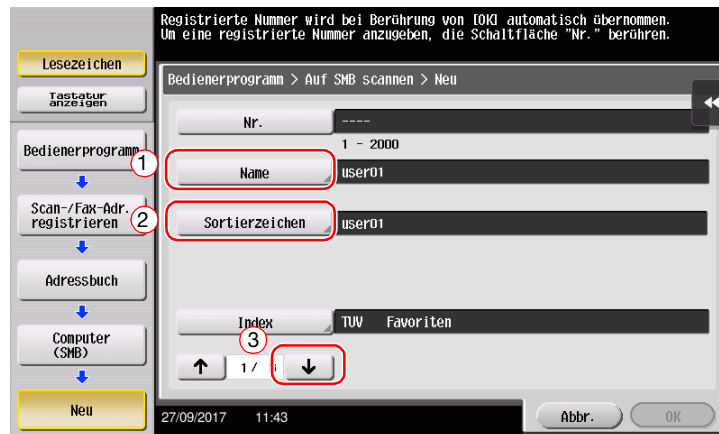 Registrierte Nummer wird bei Berührung von [OK] automatisch übernommen.
Um eine registrierte Nummer anzugeben, die Schaltfläche "Nr." berühren.
Lesezeichen
Tastatur
anzeigen
Bedienerprogramm
Scan-/Fax-Adr.
registrieren
Adressbuch
Computer
(SMB)
Neu
Bedienerprogramm > Auf SMB scannen > Neu
Nr.
----
1 - 2000
1
Name
user01
2
Sortierzeichen
user01
Index
TUV Favoriten
3
↑
1/
↓
27/09/2017 11:43
Abbr.
OK